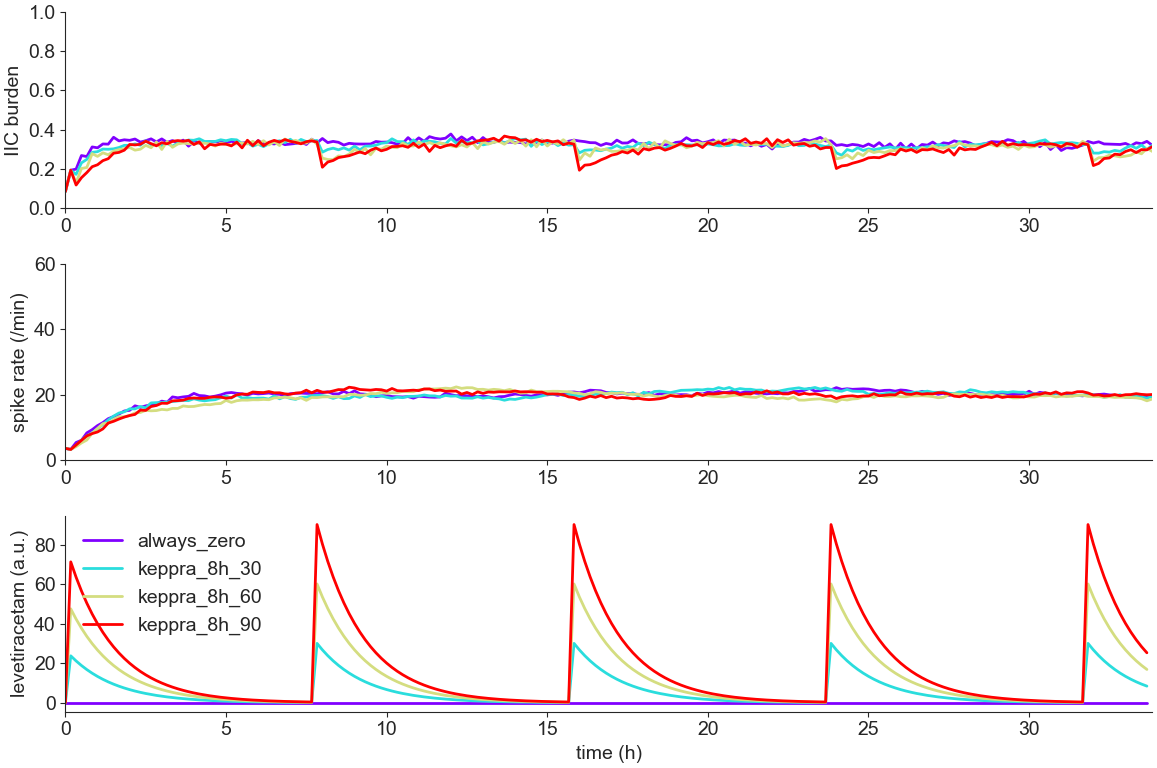 IIC burden
1.0
0.8
0.6
0.4
0.2
0.0
0 5 10 15 20 25 30
spike rate (/min)
60
40
20
0
0 5 10 15 20 25 30
levetiracetam (a.u.)
80
60
40
20
0
always_zero
keppra_8h_30
keppra_8h_60
keppra_8h_90
0 5 10 15 20 25 30
time (h)